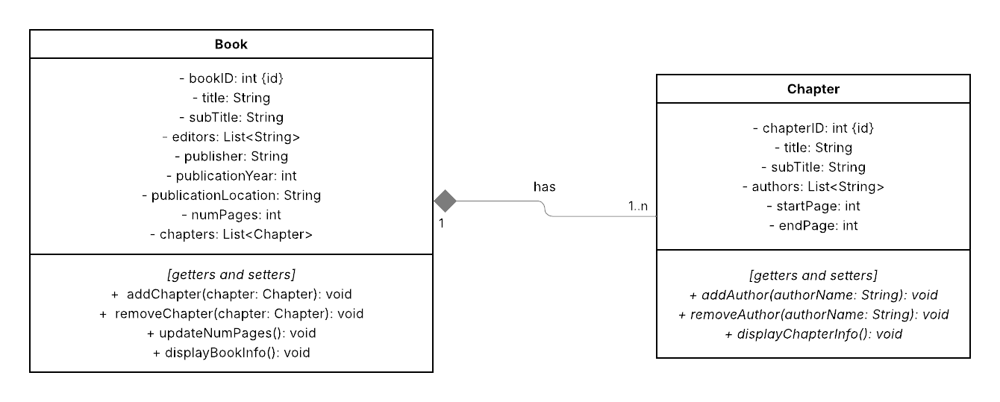 Book
- bookID: int {id}
- title: String
- subTitle: String
- editors: List<String>
- publisher: String
- publicationYear: int
- publicationLocation: String
- numPages: int
- chapters: List<Chapter>
[getters and setters]
+ addChapter(chapter: Chapter): void
+ removeChapter(chapter: Chapter): void
+ updateNumPages(): void
+ displayBookInfo(): void
1
has
1..n
Chapter
- chapterID: int {id}
- title: String
- subTitle: String
- authors: List<String>
- startPage: int
- endPage: int
[getters and setters]
+ addAuthor(authorName: String): void
+ removeAuthor(authorName: String): void
+ displayChapterInfo(): void